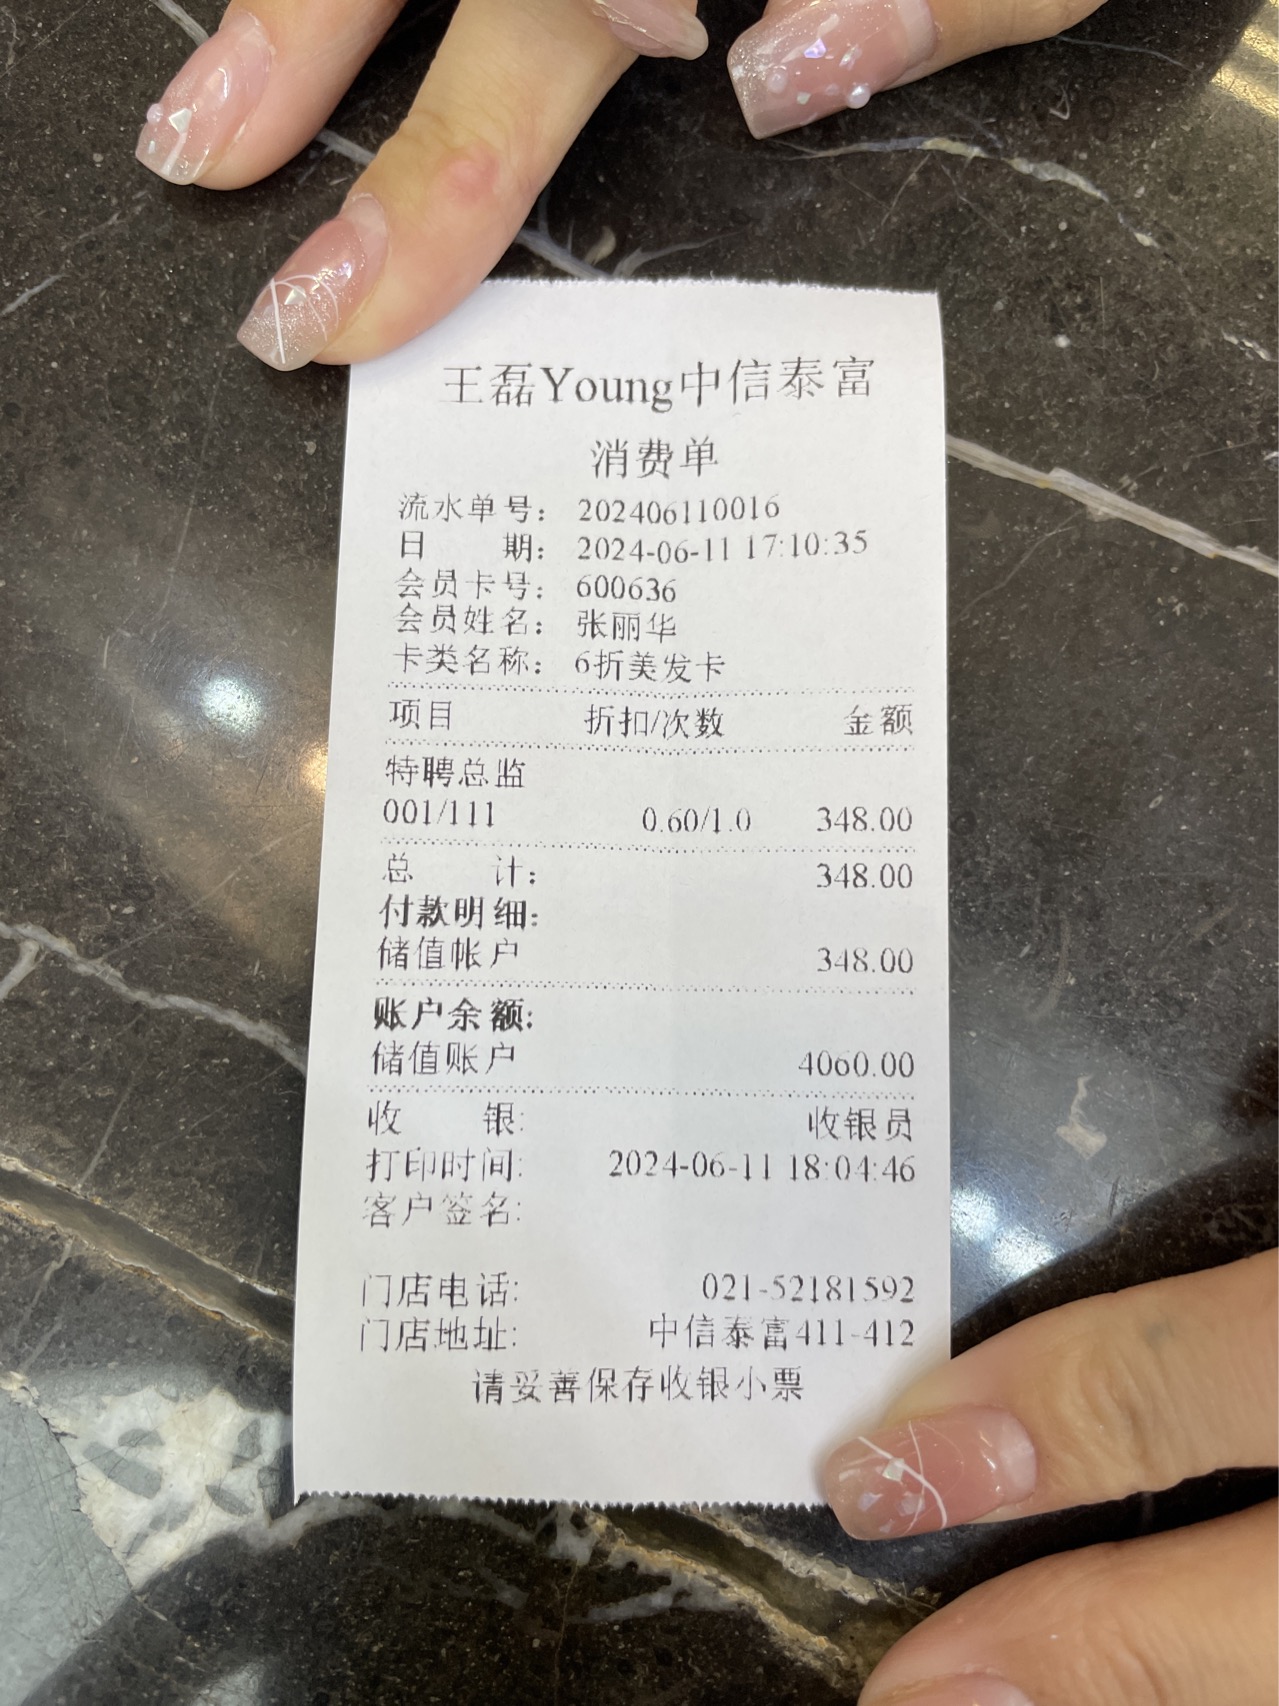 王磊Young中信泰富
消费单
流水单号： 202406110016
日 期： 2024-06-11 17:10:35
会员卡号： 600636
会员姓名： 张丽华
卡类名称： 6折美发卡
项目 折扣/次数 金额
特聘总监
001/111 0.60/1.0 348.00
总 计： 348.00
付款明细:
储值帐户 348.00
账户余额:
储值账户 4060.00
收 银: 收银员
打印时间: 2024-06-11 18:04:46
客户签名:
门店电话: 021-52181592
门店地址: 中信泰富411-412
请妥善保存收银小票